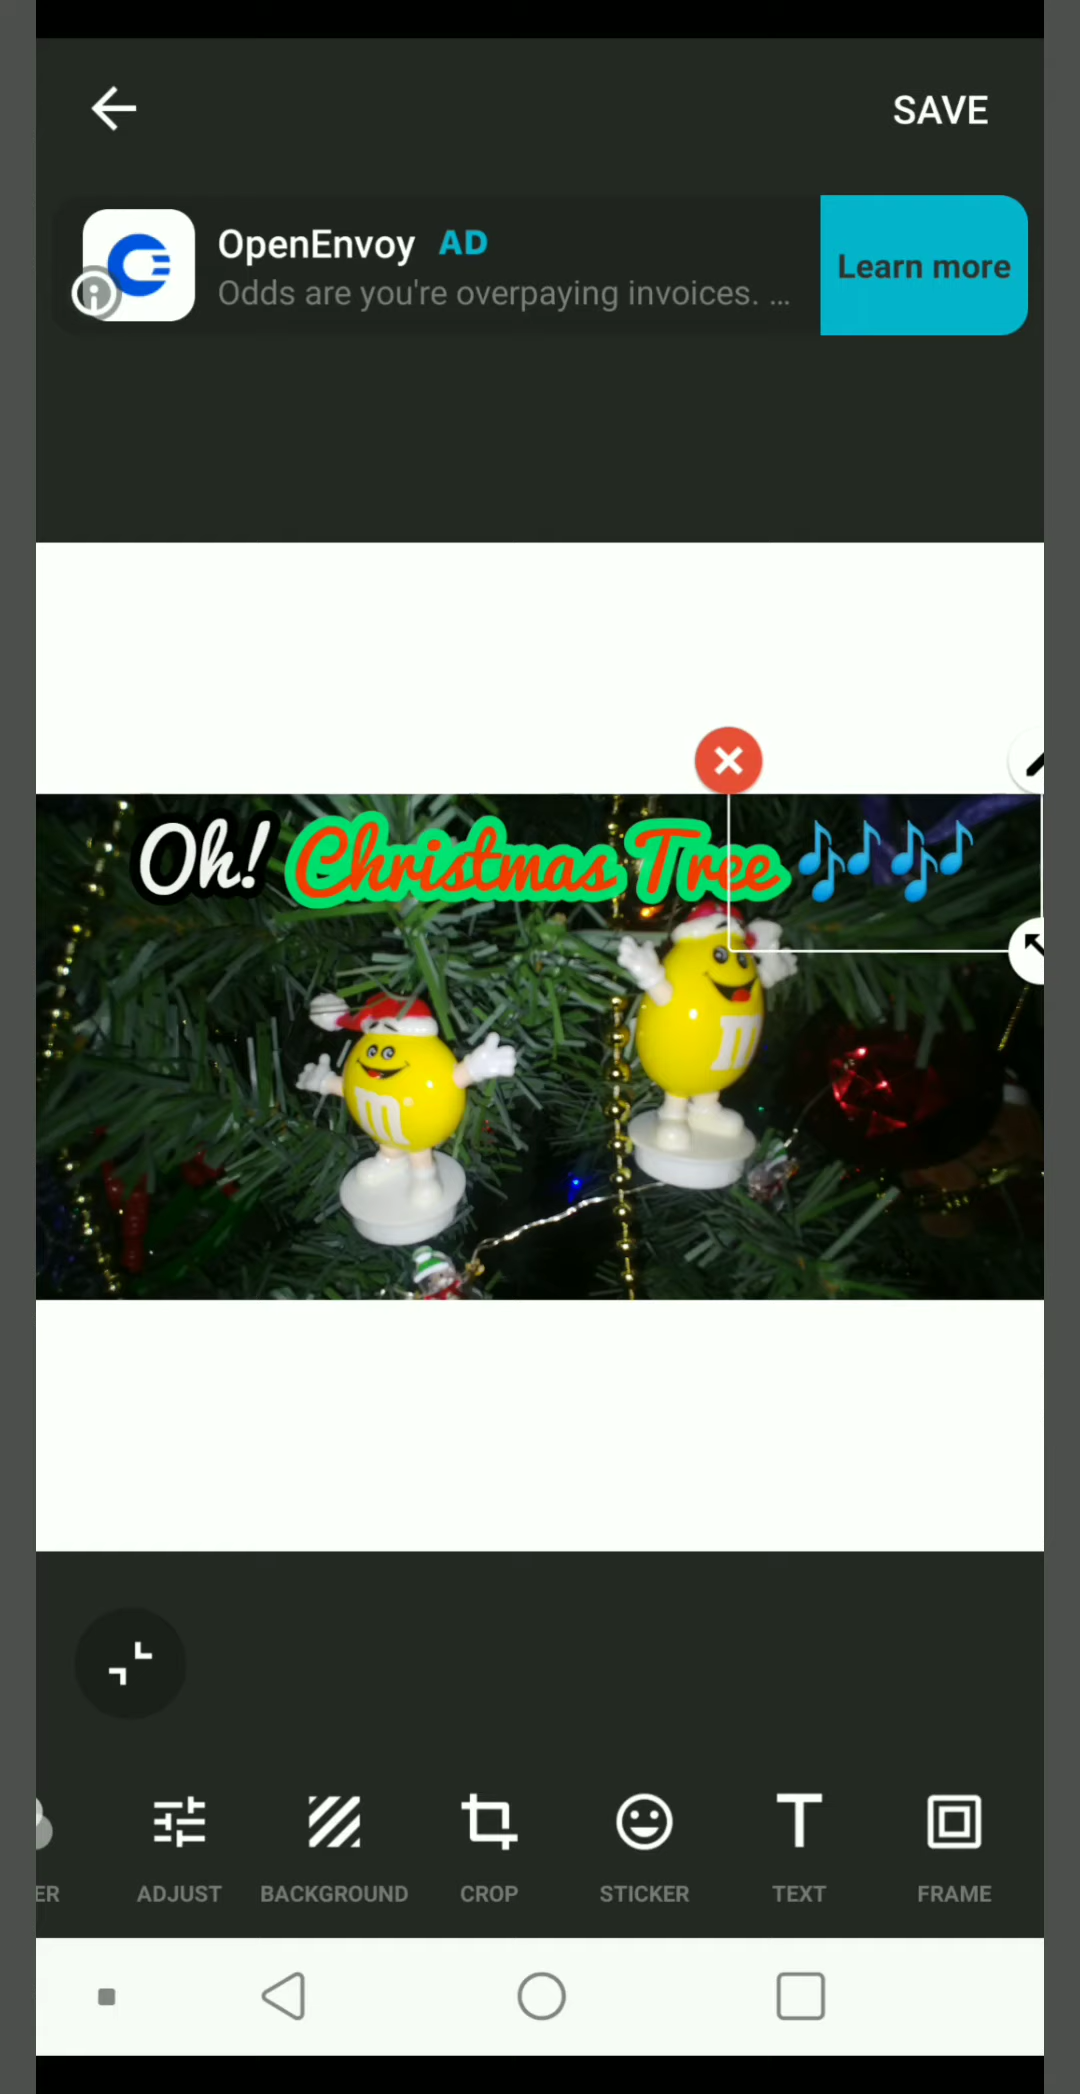 SAVE
OpenEnvoy AD
Odds are you're overpaying invoices. ...
Learn more
Oh! Christmas Tree 🎶🎶
m
m
ER
ADJUST
BACKGROUND
CROP
STICKER
TEXT
FRAME